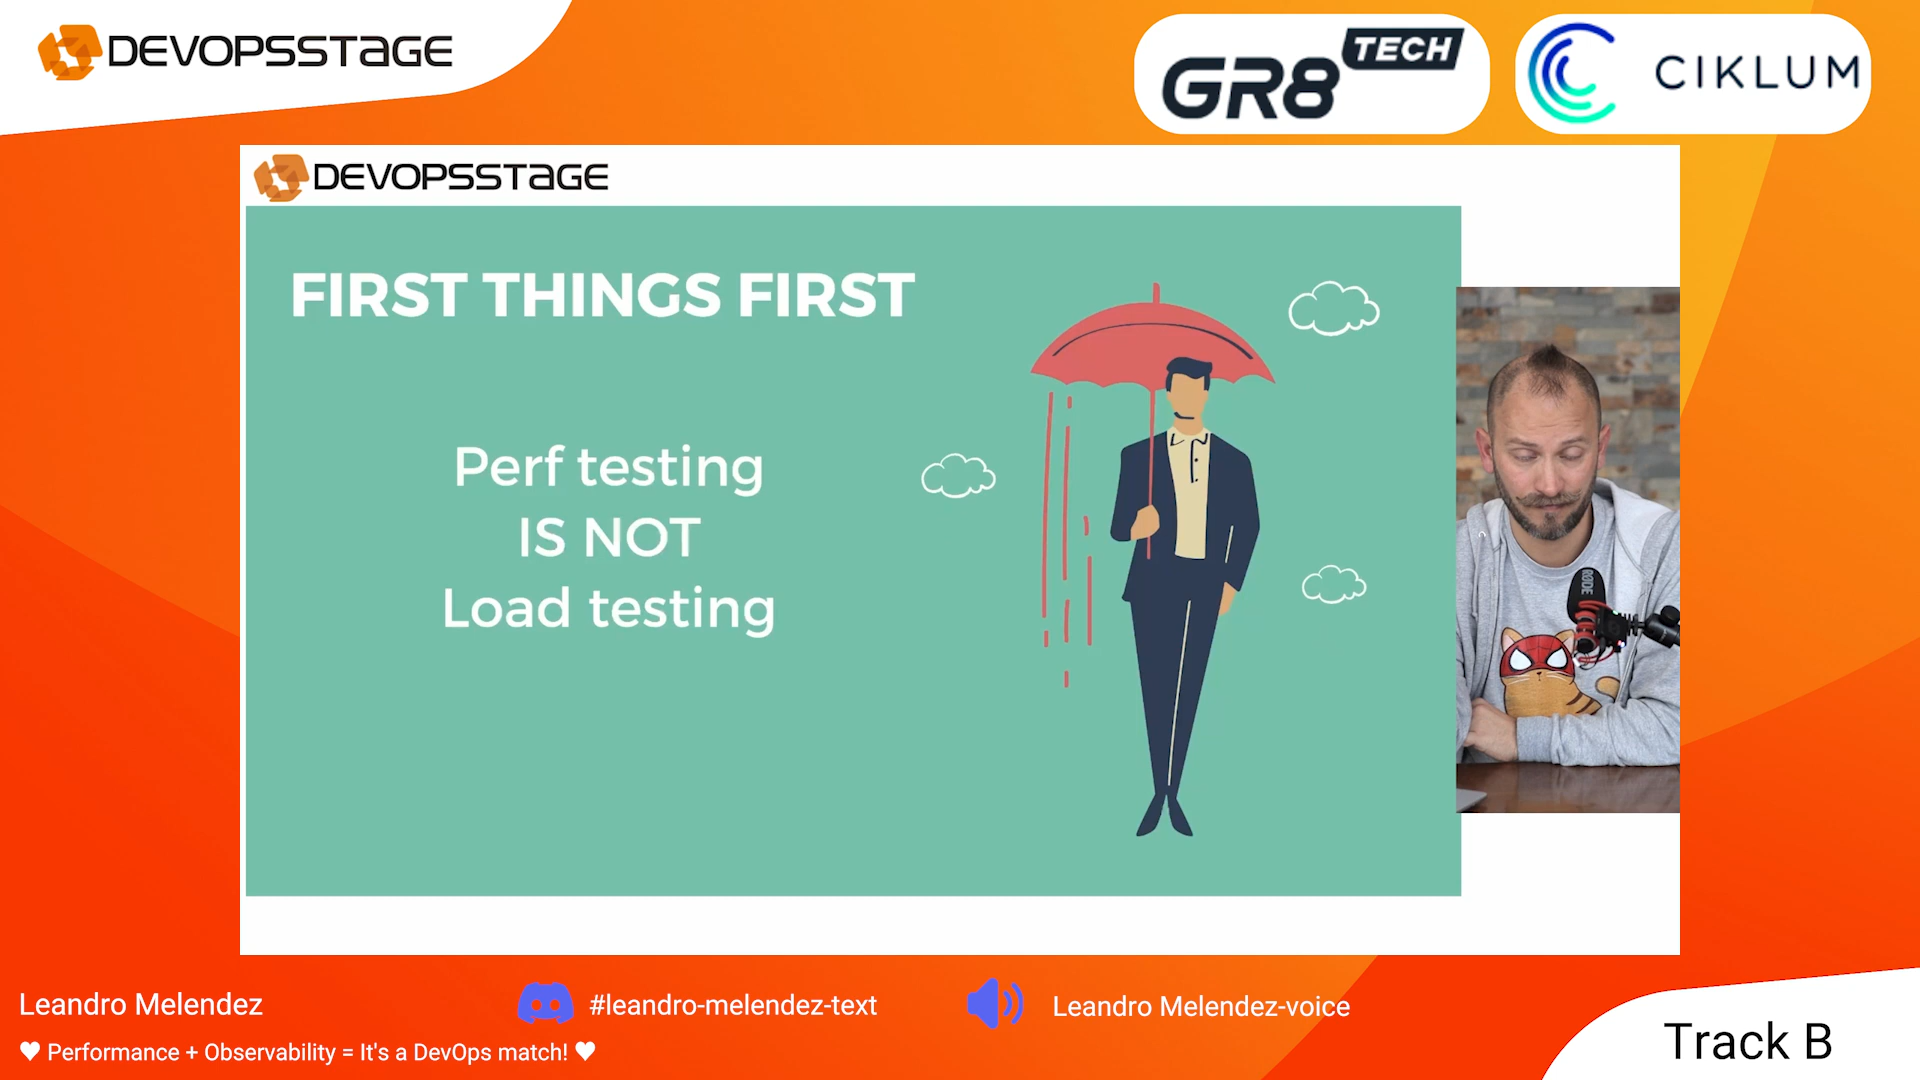 DEVOPSSTAGE
GR8 TECH
CIKLUM
DEVOPSSTAGE
FIRST THINGS FIRST
Perf testing
IS NOT
Load testing
RØDE
Leandro Melendez
#leandro-melendez-text
Leandro Melendez-voice
♥ Performance + Observability = It's a DevOps match! ♥
Track B